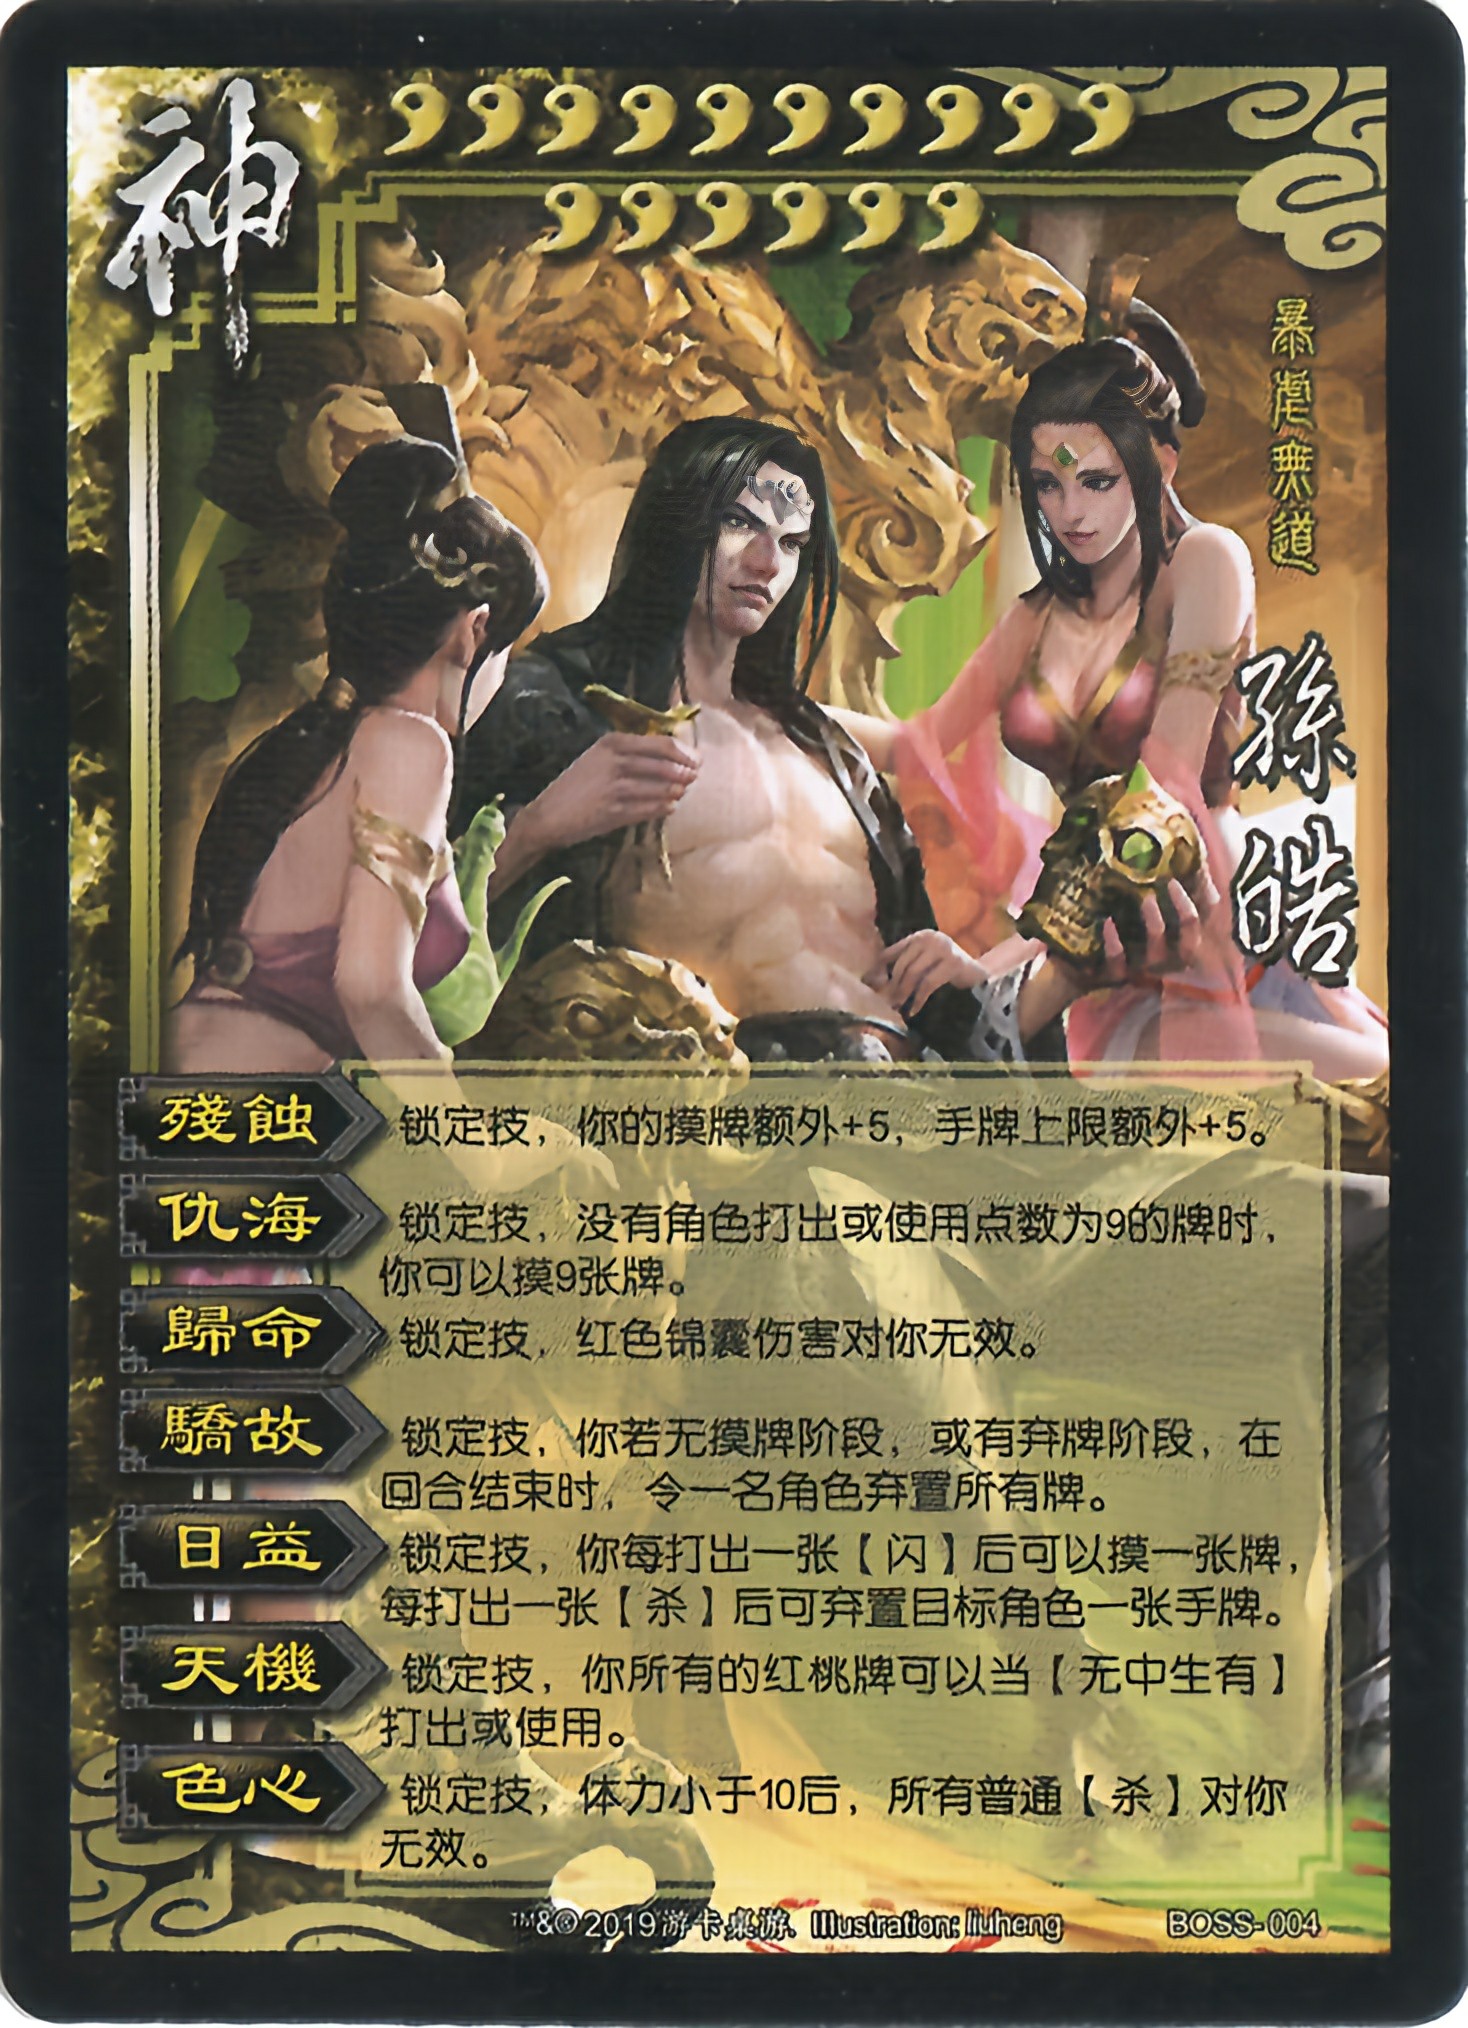 神
暴虐無道
孫皓
殘蝕
锁定技，你的摸牌额外+5，手牌上限额外+5。
仇海
锁定技，没有角色打出或使用点数为9的牌时，
你可以摸9张牌。
歸命
锁定技，红色锦囊伤害对你无效。
驕故
锁定技，你若无摸牌阶段，或有弃牌阶段，在
回合结束时，令一名角色弃置所有牌。
日益
锁定技，你每打出一张【闪】后可以摸一张牌，
每打出一张【杀】后可弃置目标角色一张手牌。
天機
锁定技，你所有的红桃牌可以当【无中生有】
打出或使用。
色心
锁定技，体力小于10后，所有普通【杀】对你
无效。
™&©2019游卡桌游. Illustration: liuheng
BOSS-004